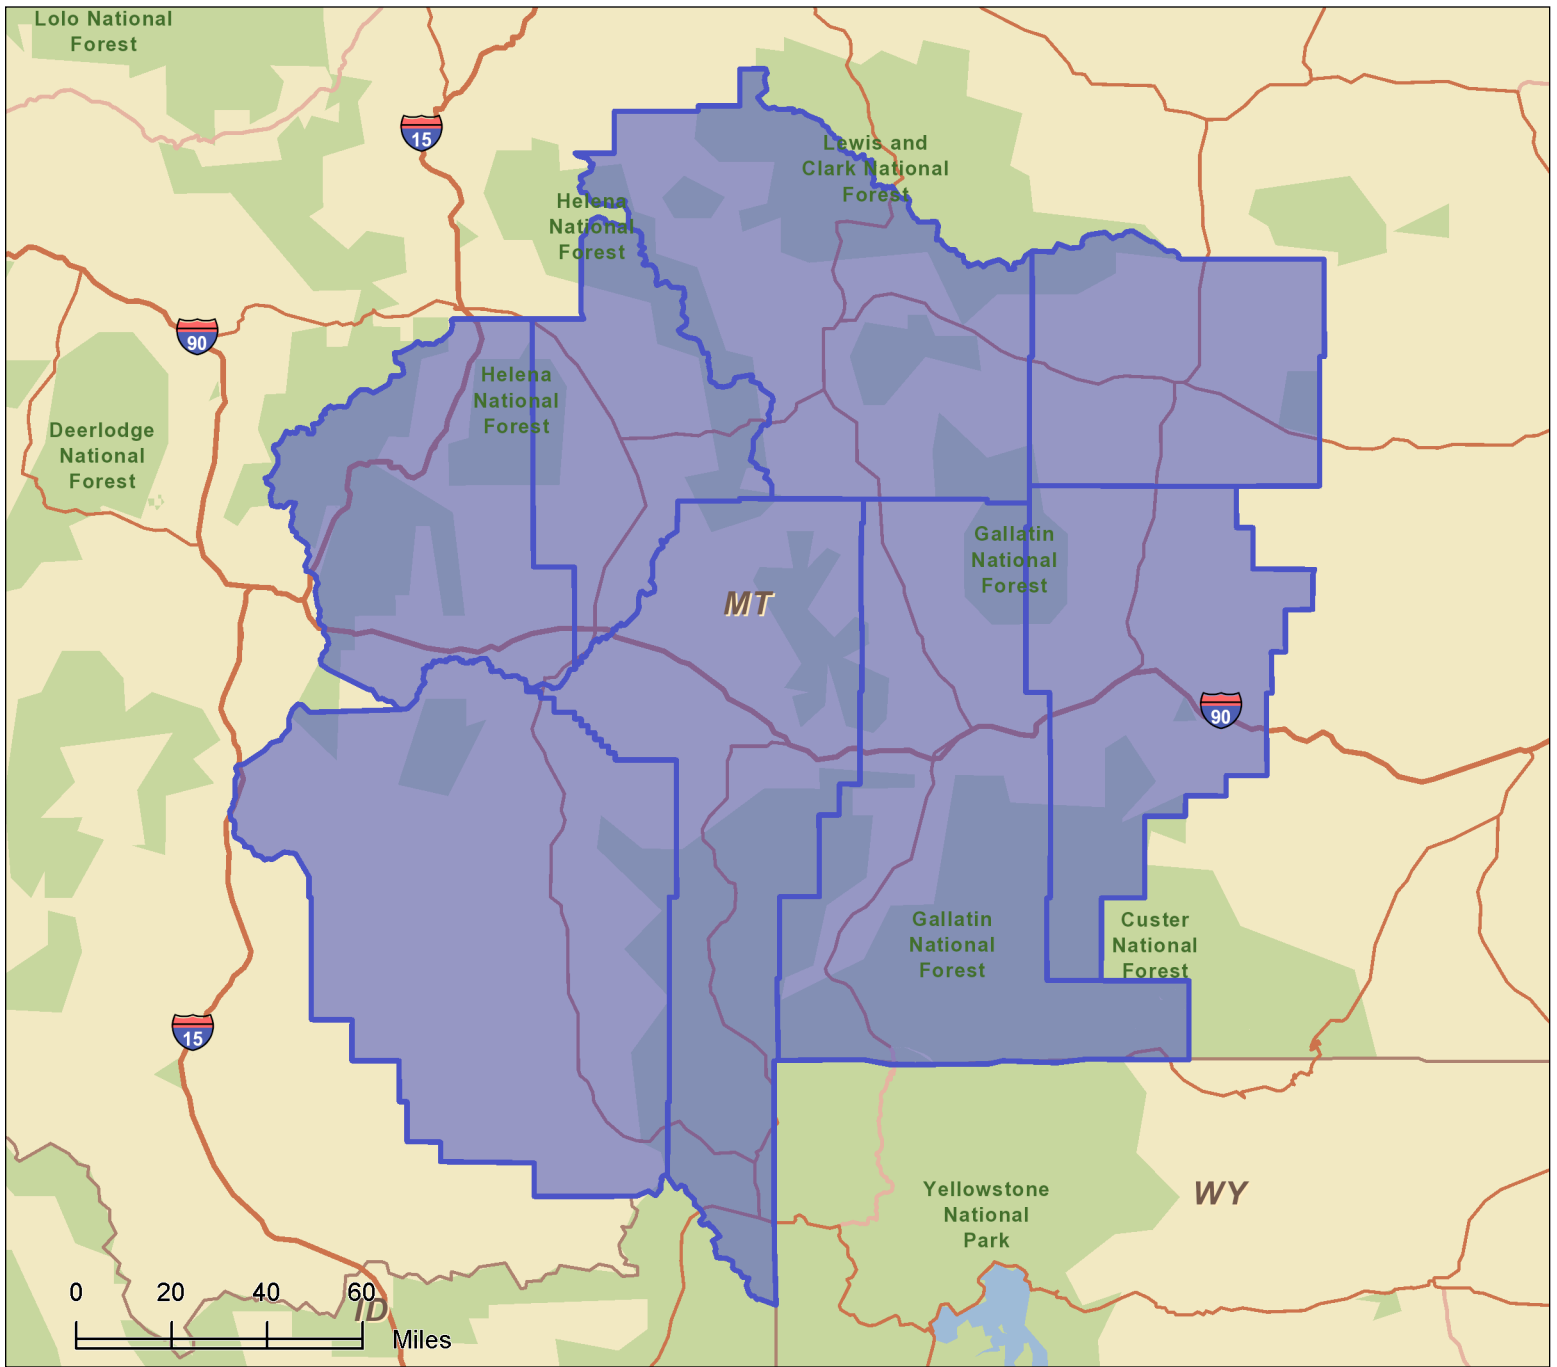 Lolo National
Forest
15
Lewis and
Clark National
Forest
Helena
National
Forest
90
Helena
National
Forest
Deerlodge
National
Forest
Gallatin
National
Forest
MT
90
Gallatin
National
Forest
Custer
National
Forest
15
Yellowstone
National
Park
WY
0 20 40 60
ID
Miles